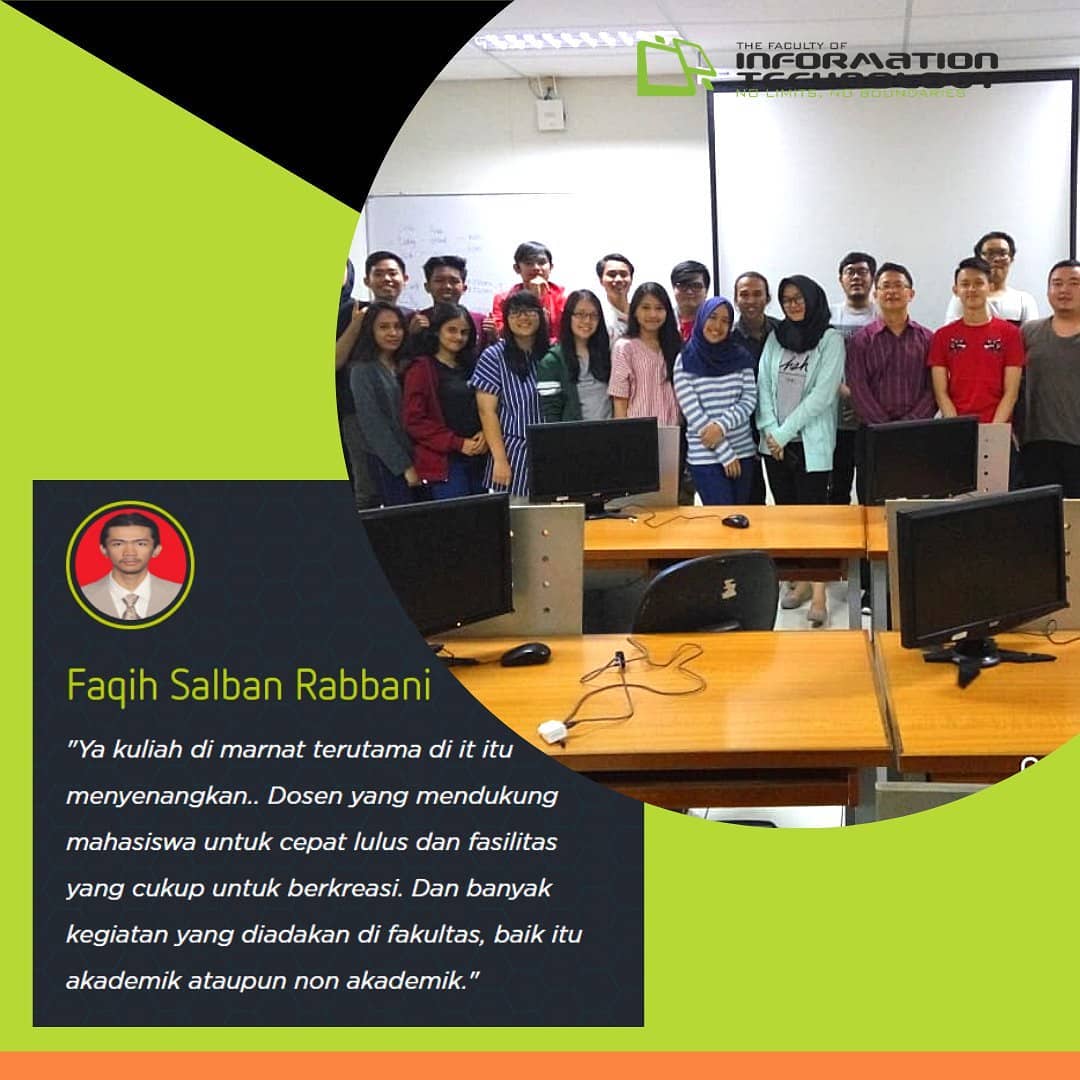 THE FACULTY OF
INFORMATION
TECHNOLOGY
NO LIMITS. NO BOUNDARIES
Faqih Salban Rabbani
"Ya kuliah di marnat terutama di it itu
menyenangkan.. Dosen yang mendukung
mahasiswa untuk cepat lulus dan fasilitas
yang cukup untuk berkreasi. Dan banyak
kegiatan yang diadakan di fakultas, baik itu
akademik ataupun non akademik."